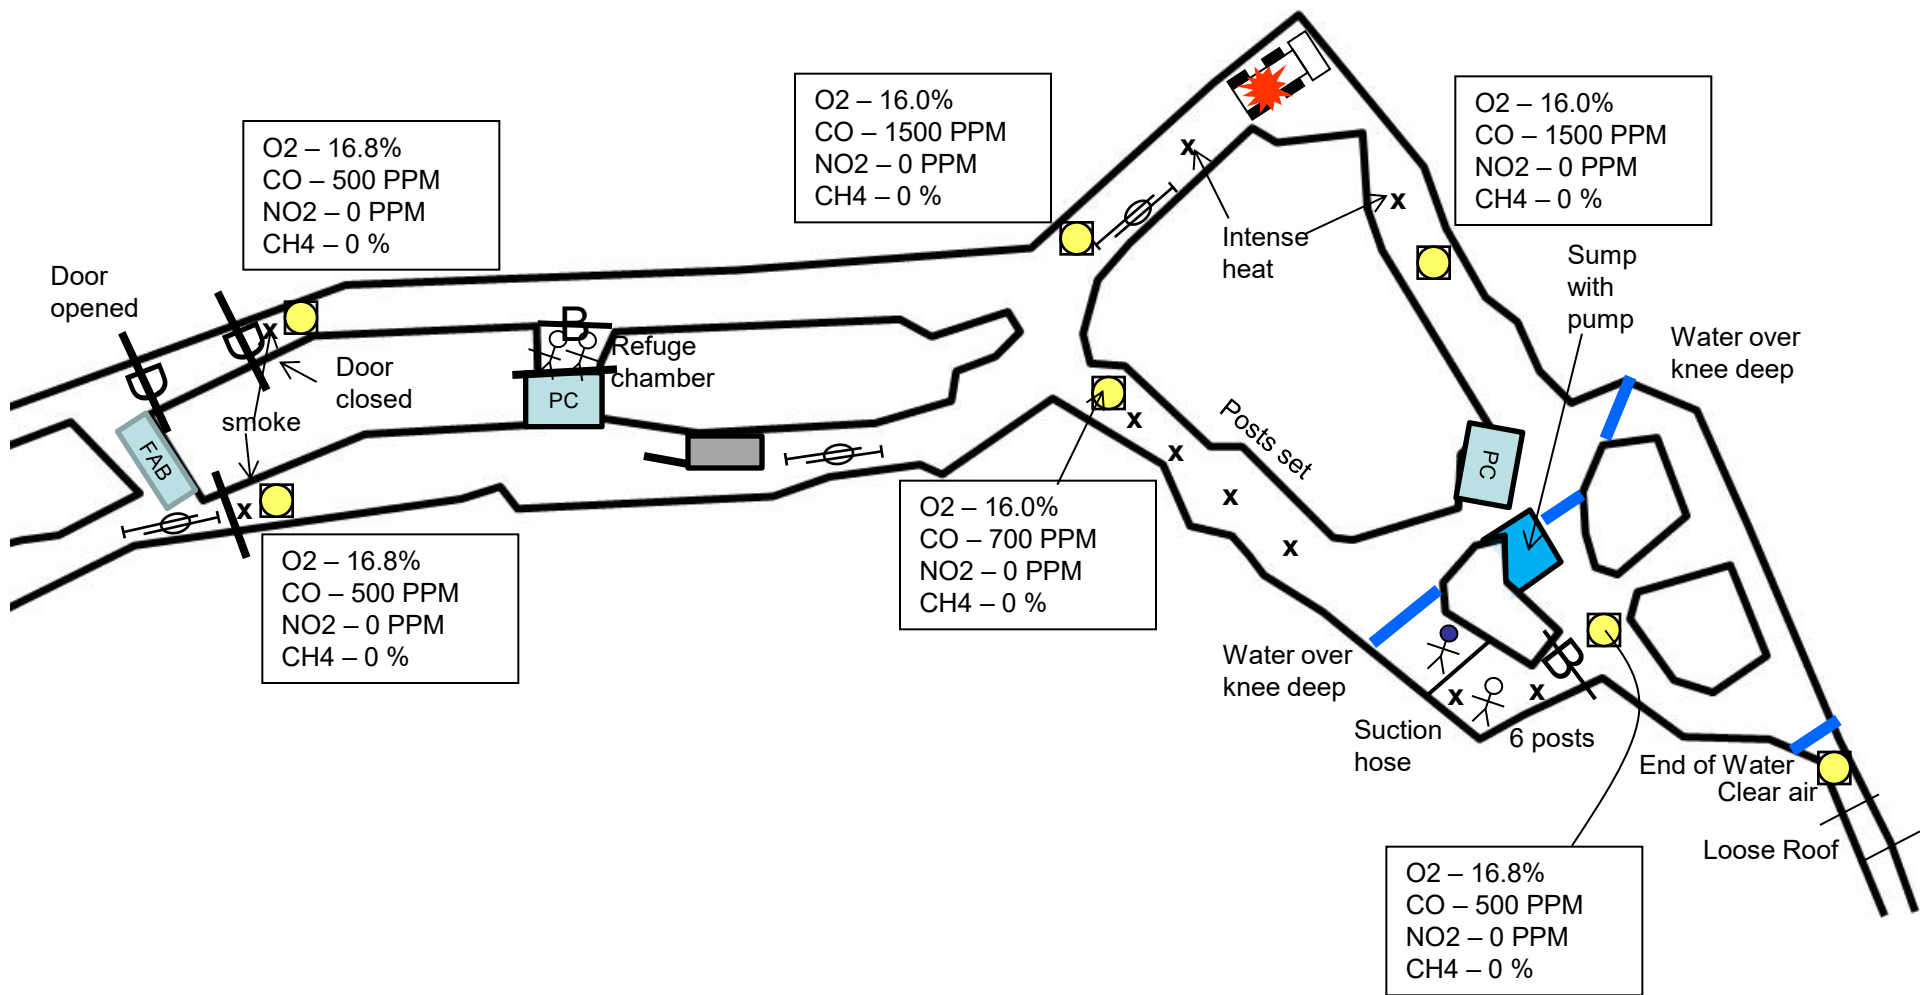 O2 – 16.0%
CO – 1500 PPM
NO2 – 0 PPM
CH4 – 0 %
O2 – 16.0%
CO – 1500 PPM
NO2 – 0 PPM
CH4 – 0 %
O2 – 16.8%
CO – 500 PPM
NO2 – 0 PPM
CH4 – 0 %
x
x
Intense
heat
Sump
with
pump
Door
opened
D
D
x
B
Refuge
chamber
Door
closed
smoke
PC
Water over
knee deep
FAB
x
x
x
x
x
Posts set
PC
O2 – 16.0%
CO – 700 PPM
NO2 – 0 PPM
CH4 – 0 %
O2 – 16.8%
CO – 500 PPM
NO2 – 0 PPM
CH4 – 0 %
Water over
knee deep
B
x
x
Suction
hose
6 posts
End of Water
Clear air
Loose Roof
O2 – 16.8%
CO – 500 PPM
NO2 – 0 PPM
CH4 – 0 %